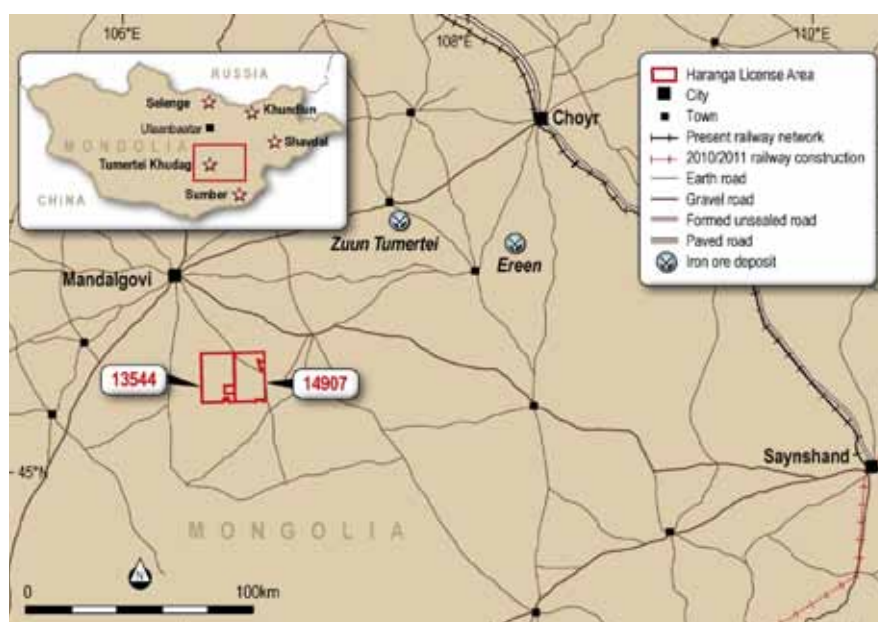 106°E
108°E
110°E
RUSSIA
Selenge
Khundlun
Ulaanbaatar
Shavdal
MONGOLIA
Tumertei Khudag
CHINA
Sumber
Haranga License Area
City
Town
Present railway network
2010/2011 railway construction
Earth road
Gravel road
Formed unsealed road
Paved road
Iron ore deposit
Choyr
Zuun Tumertei
Ereen
Mandalgovi
13544
14907
Saynshand
45°N
MONGOLIA
N
0
100km